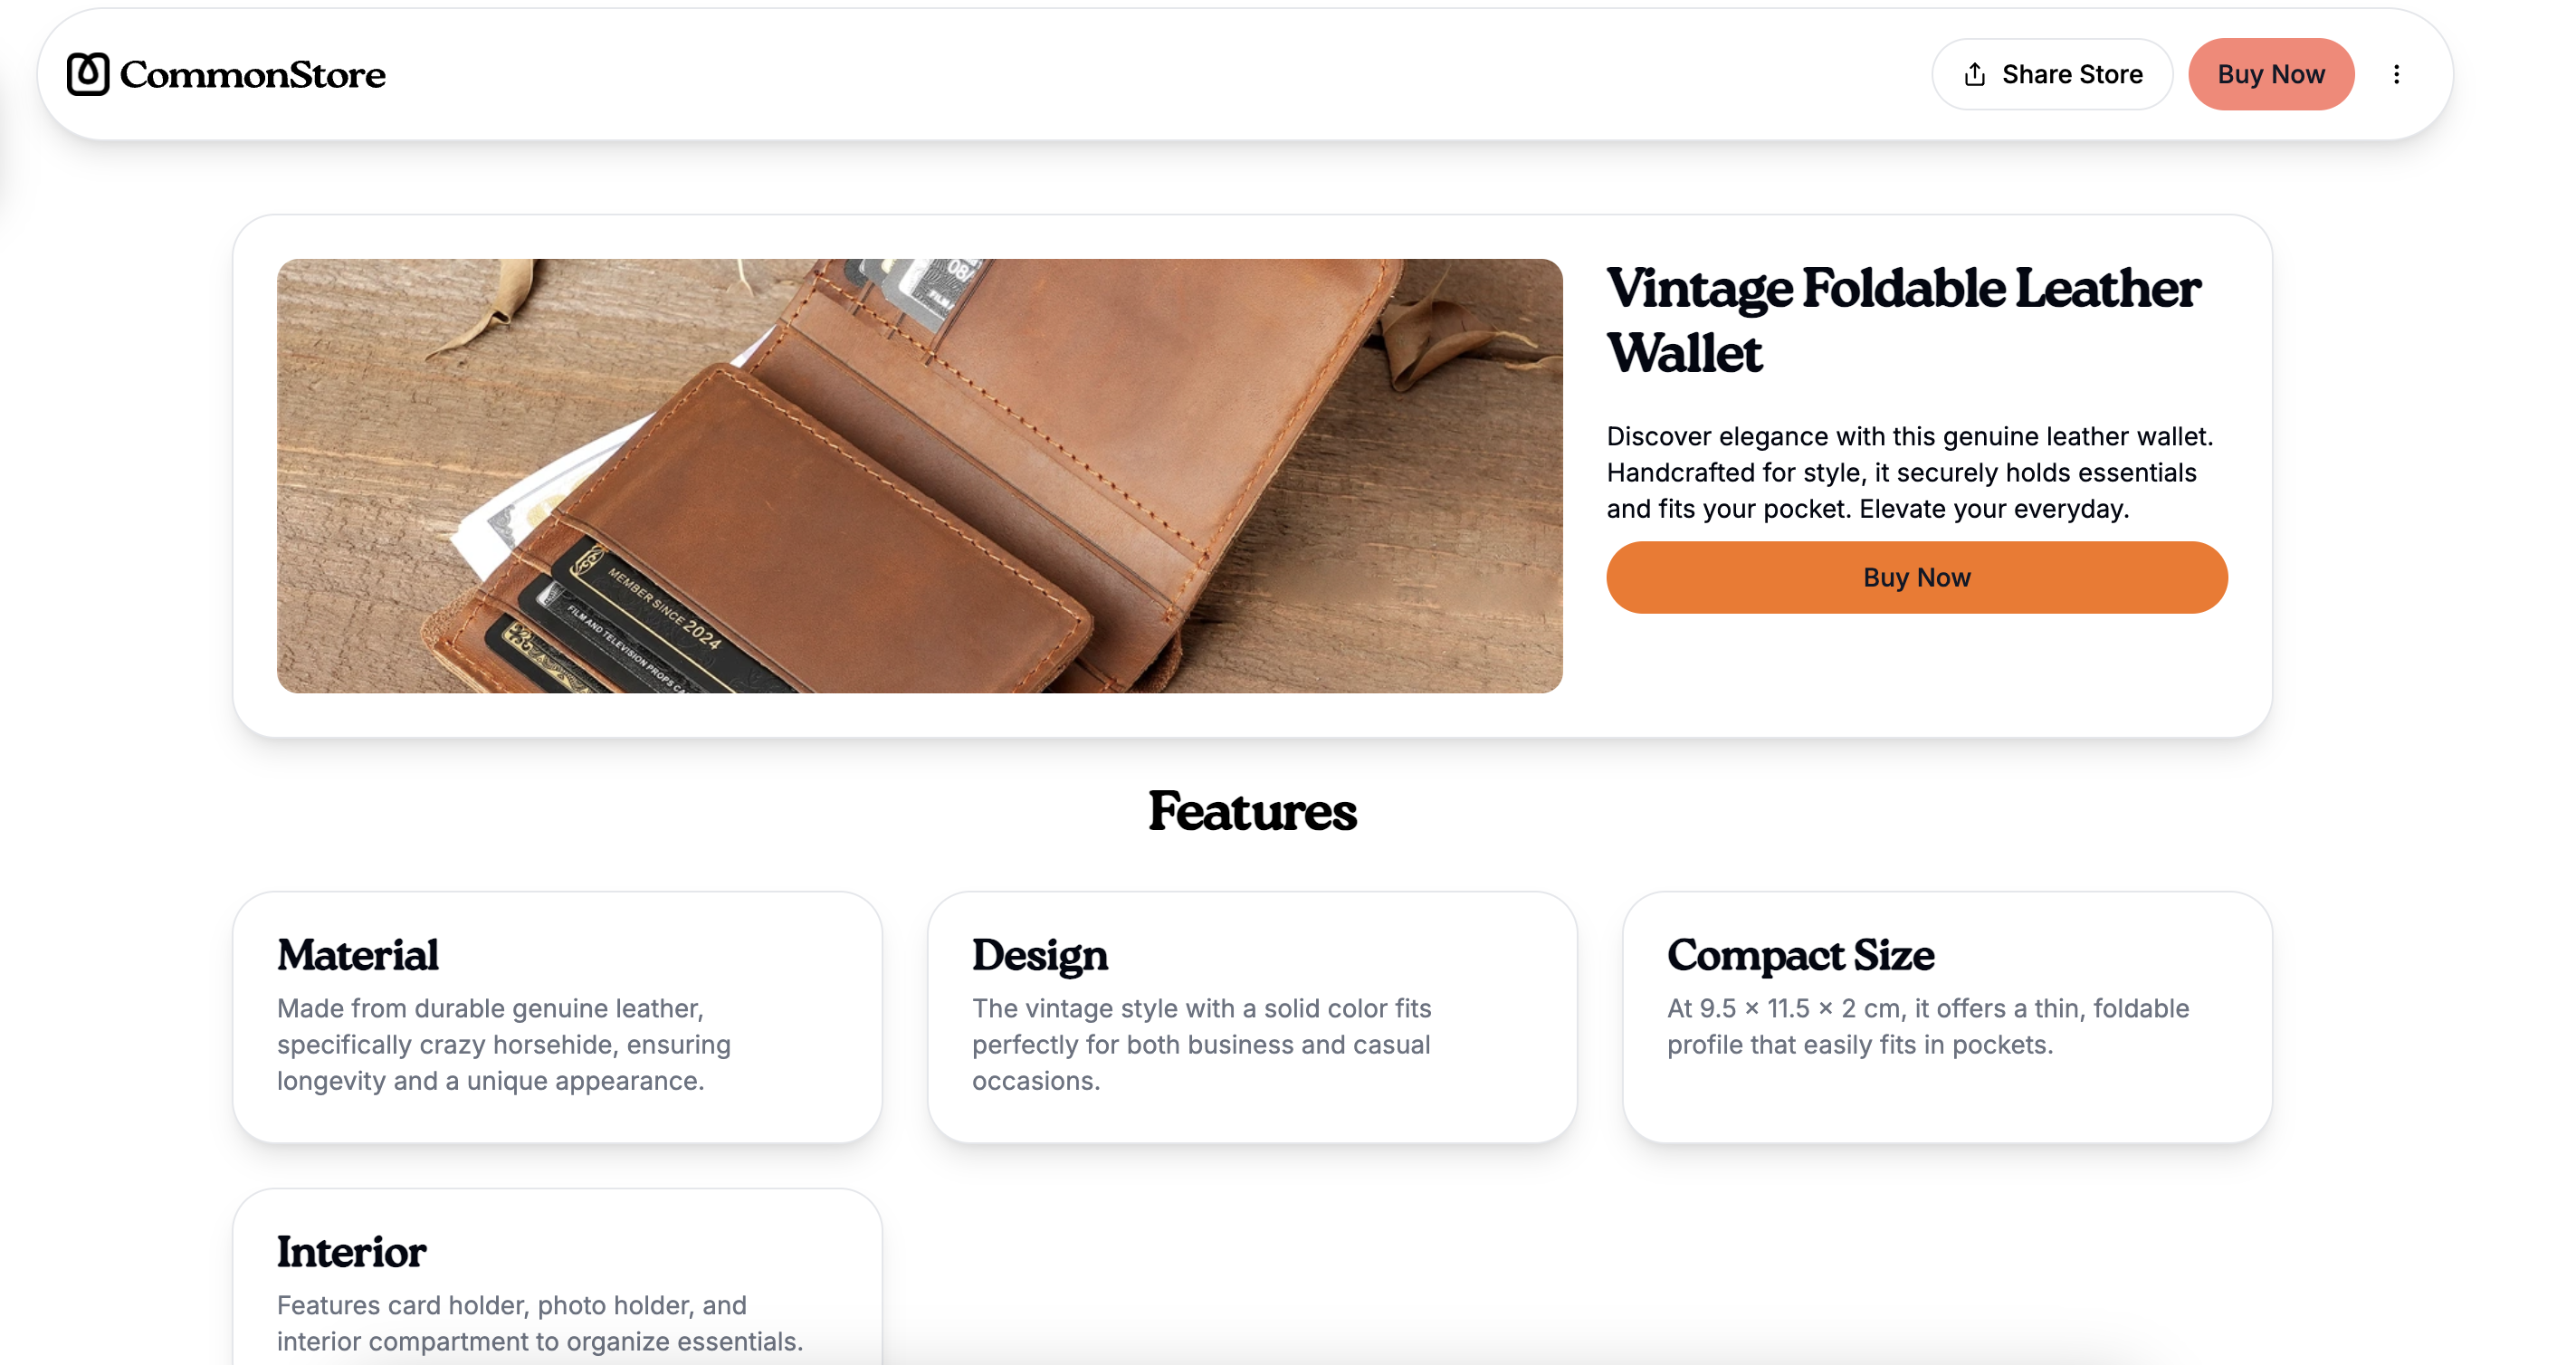 CommonStore
Share Store
Buy Now
08/
FILM
MEMBER SINCE 2024
FILM AND TELEVISION PROPS CA
Vintage Foldable Leather
Wallet
Discover elegance with this genuine leather wallet.
Handcrafted for style, it securely holds essentials
and fits your pocket. Elevate your everyday.
Buy Now
Features
Material
Made from durable genuine leather,
specifically crazy horsehide, ensuring
longevity and a unique appearance.
Design
The vintage style with a solid color fits
perfectly for both business and casual
occasions.
Compact Size
At 9.5 × 11.5 × 2 cm, it offers a thin, foldable
profile that easily fits in pockets.
Interior
Features card holder, photo holder, and
interior compartment to organize essentials.